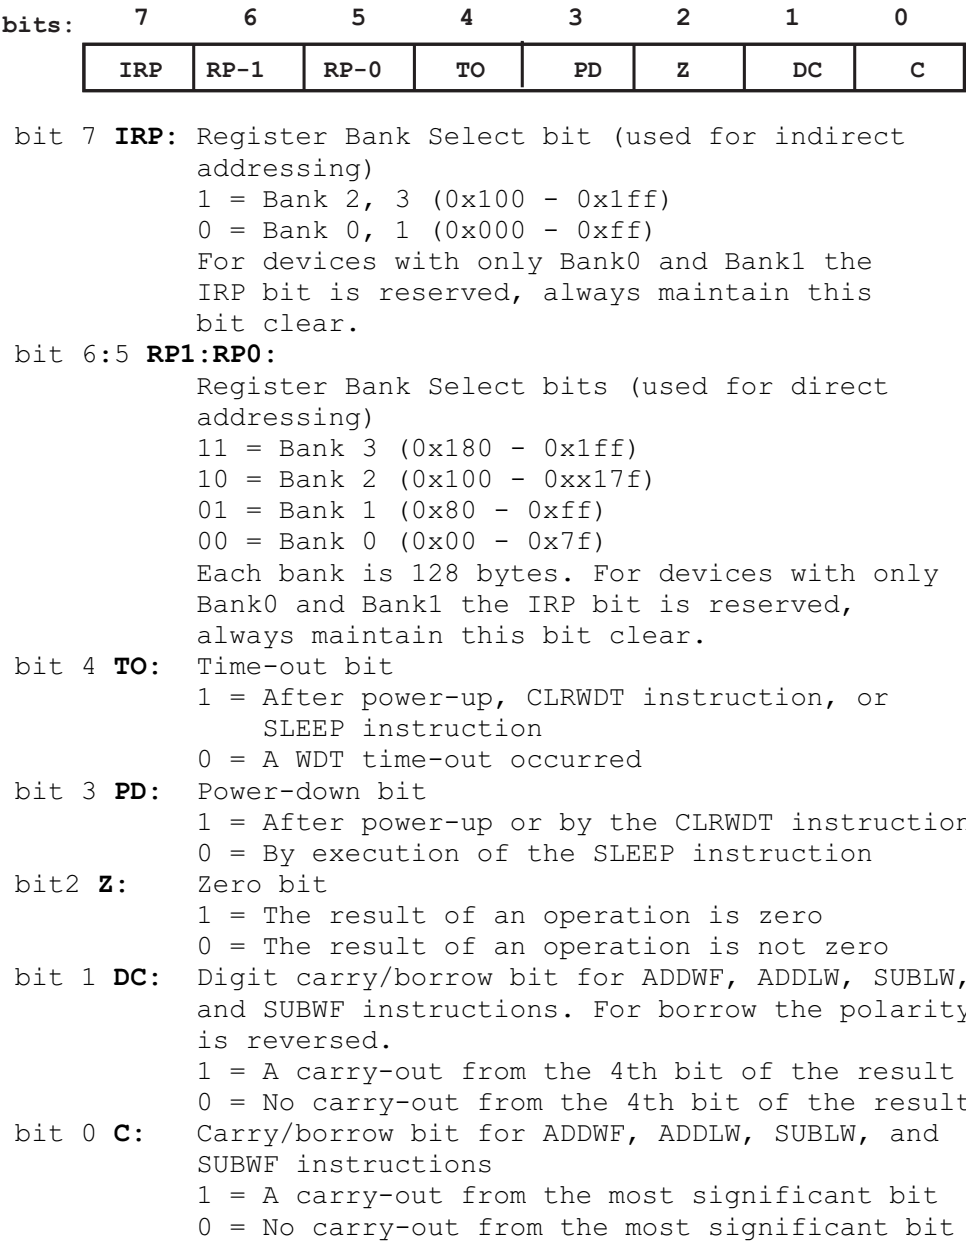 bits: 7 6 5 4 3 2 1 0
IRP RP-1 RP-0 TO PD Z DC C
bit 7 IRP: Register Bank Select bit (used for indirect
addressing)
1 = Bank 2, 3 (0x100 - 0x1ff)
0 = Bank 0, 1 (0x000 - 0xff)
For devices with only Bank0 and Bank1 the
IRP bit is reserved, always maintain this
bit clear.
bit 6:5 RP1:RP0:
Register Bank Select bits (used for direct
addressing)
11 = Bank 3 (0x180 - 0x1ff)
10 = Bank 2 (0x100 - 0xx17f)
01 = Bank 1 (0x80 - 0xff)
00 = Bank 0 (0x00 - 0x7f)
Each bank is 128 bytes. For devices with only
Bank0 and Bank1 the IRP bit is reserved,
always maintain this bit clear.
bit 4 TO: Time-out bit
1 = After power-up, CLRWDT instruction, or
SLEEP instruction
0 = A WDT time-out occurred
bit 3 PD: Power-down bit
1 = After power-up or by the CLRWDT instruction
0 = By execution of the SLEEP instruction
bit2 Z: Zero bit
1 = The result of an operation is zero
0 = The result of an operation is not zero
bit 1 DC: Digit carry/borrow bit for ADDWF, ADDLW, SUBLW,
and SUBWF instructions. For borrow the polarity
is reversed.
1 = A carry-out from the 4th bit of the result
0 = No carry-out from the 4th bit of the result
bit 0 C: Carry/borrow bit for ADDWF, ADDLW, SUBLW, and
SUBWF instructions
1 = A carry-out from the most significant bit
0 = No carry-out from the most significant bit